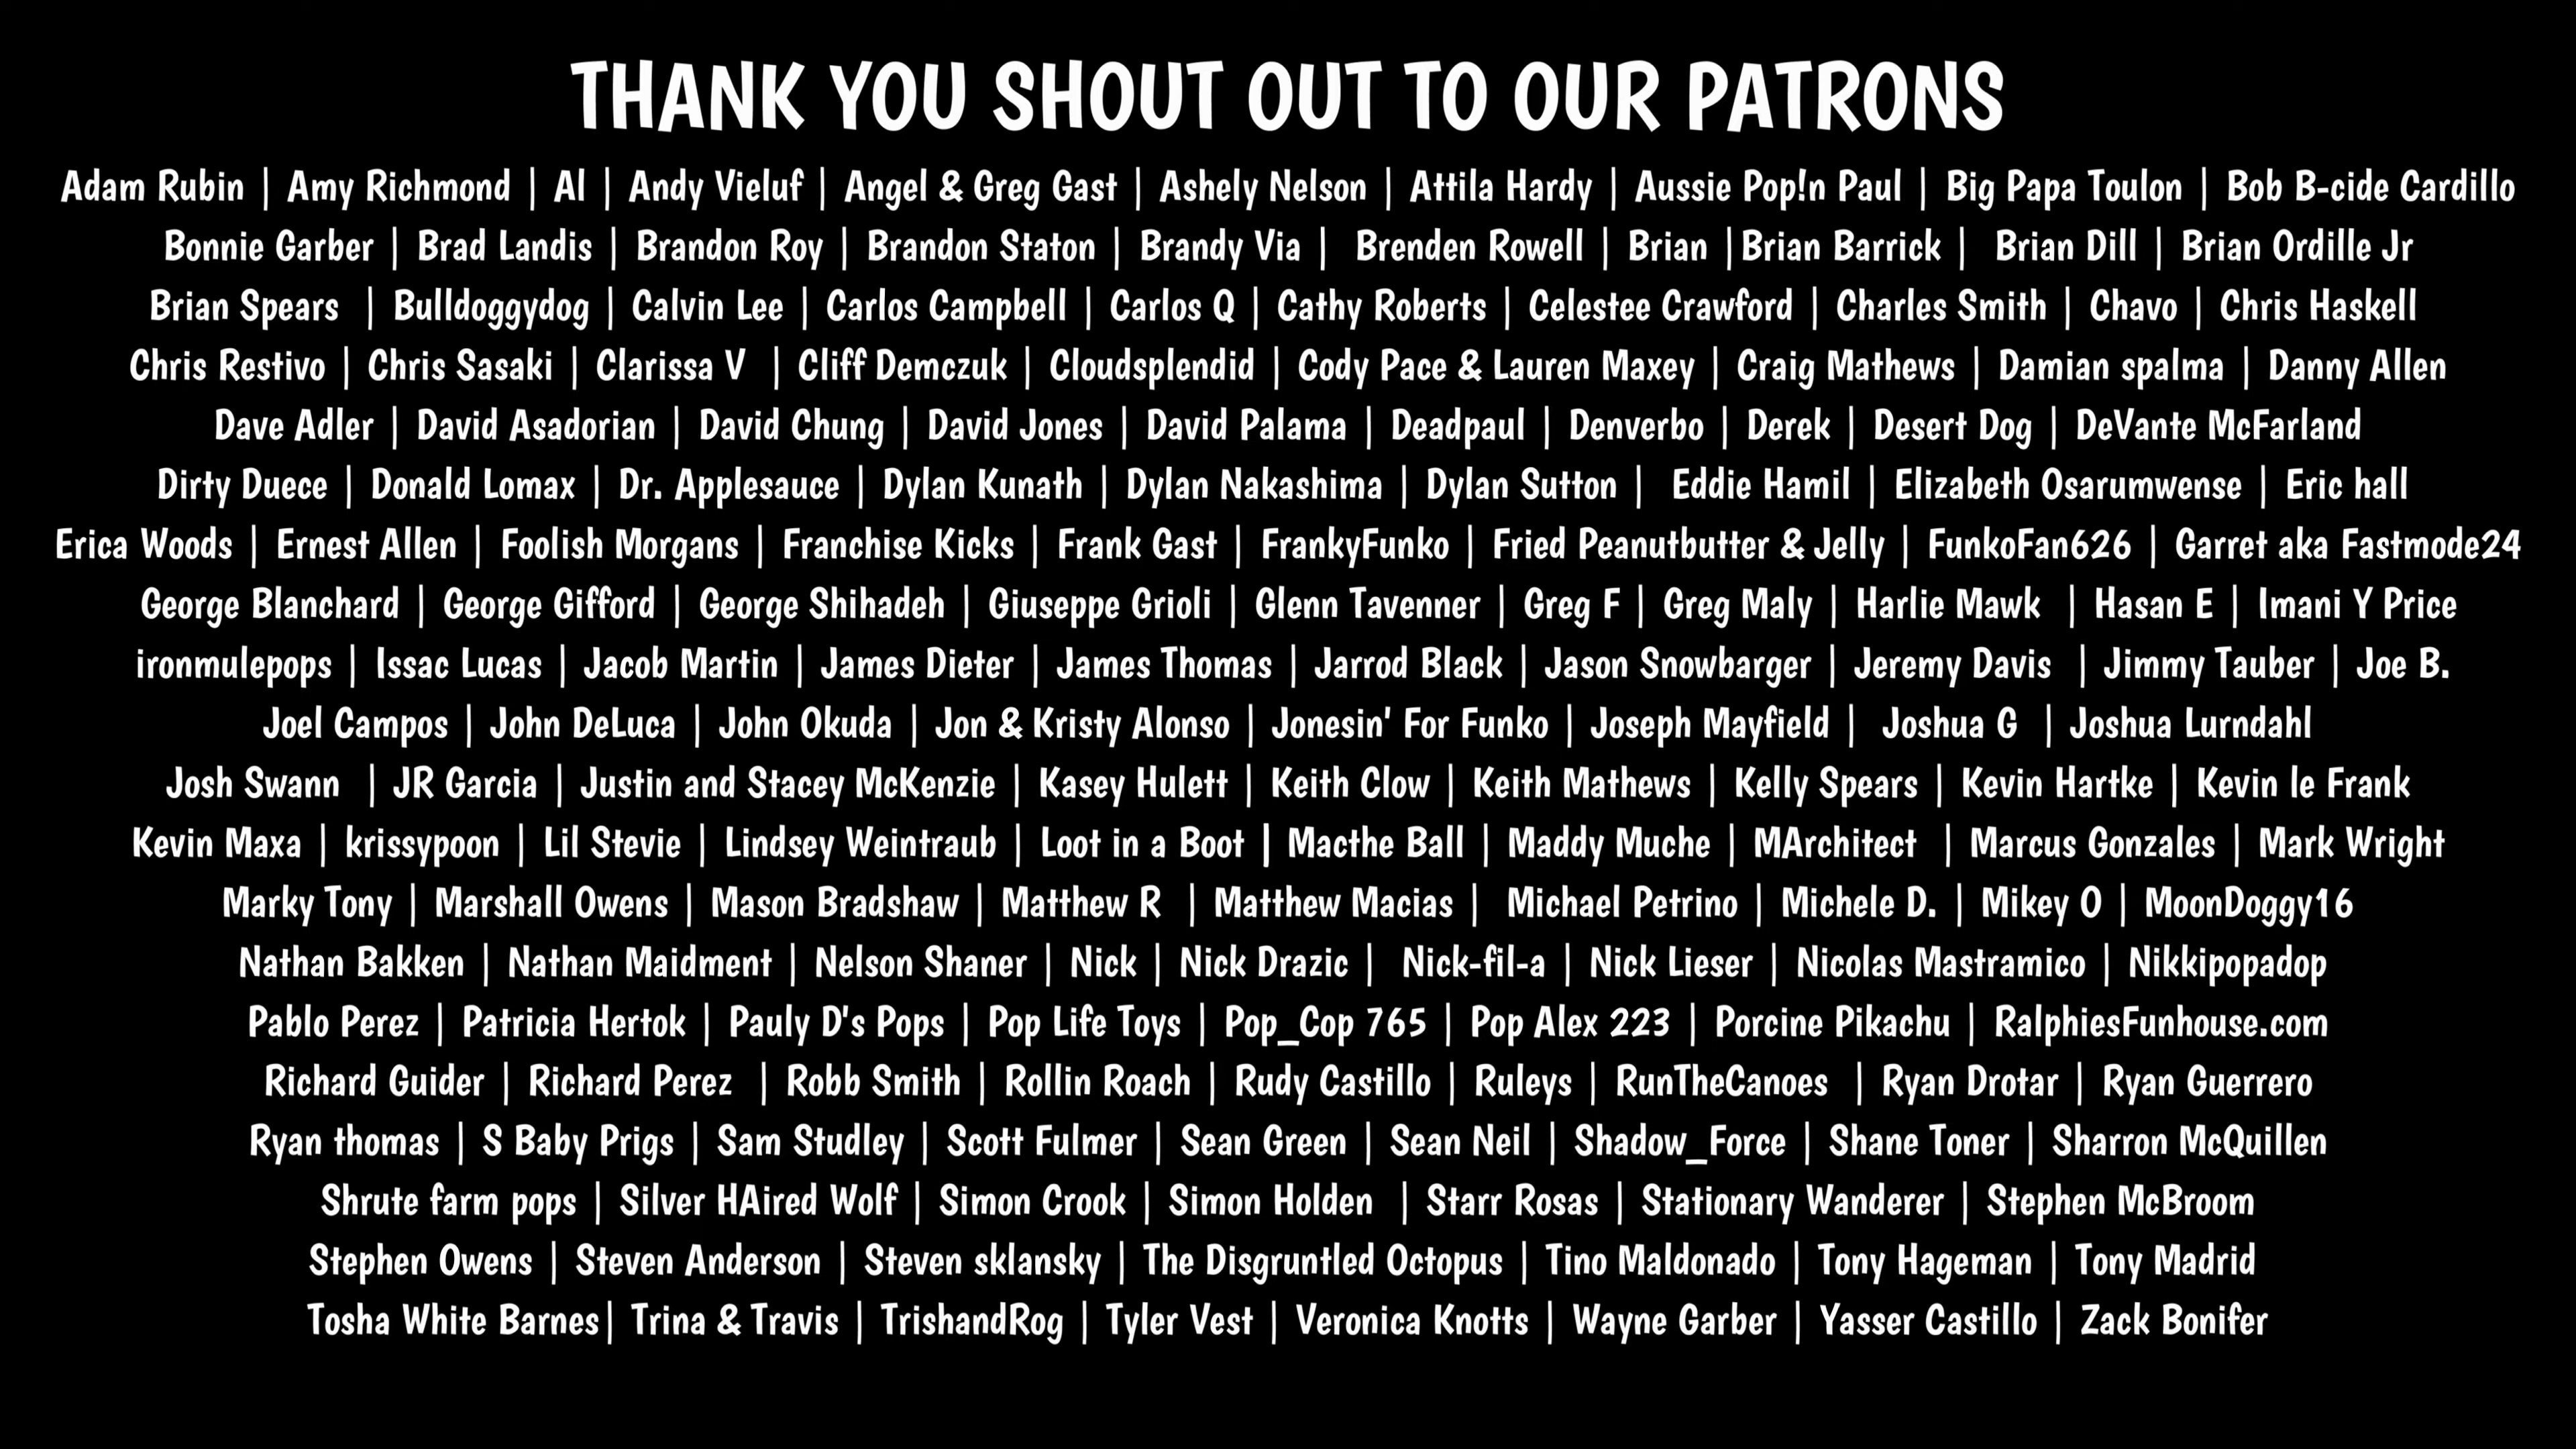 THANK YOU SHOUT OUT TO OUR PATRONS
Adam Rubin | Amy Richmond | Al | Andy Vieluf | Angel & Greg Gast | Ashely Nelson | Attila Hardy | Aussie Pop!n Paul | Big Papa Toulon | Bob B-cide Cardillo
Bonnie Garber | Brad Landis | Brandon Roy | Brandon Staton | Brandy Via | Brenden Rowell | Brian |Brian Barrick | Brian Dill | Brian Ordille Jr
Brian Spears | Bulldoggydog | Calvin Lee | Carlos Campbell | Carlos Q | Cathy Roberts | Celestee Crawford | Charles Smith | Chavo | Chris Haskell
Chris Restivo | Chris Sasaki | Clarissa V | Cliff Demczuk | Cloudsplendid | Cody Pace & Lauren Maxey | Craig Mathews | Damian spalma | Danny Allen
Dave Adler | David Asadorian | David Chung | David Jones | David Palama | Deadpaul | Denverbo | Derek | Desert Dog | DeVante McFarland
Dirty Duece | Donald Lomax | Dr. Applesauce | Dylan Kunath | Dylan Nakashima | Dylan Sutton | Eddie Hamil | Elizabeth Osarumwense | Eric hall
Erica Woods | Ernest Allen | Foolish Morgans | Franchise Kicks | Frank Gast | FrankyFunko | Fried Peanutbutter & Jelly | FunkoFan626 | Garret aka Fastmode24
George Blanchard | George Gifford | George Shihadeh | Giuseppe Grioli | Glenn Tavenner | Greg F | Greg Maly | Harlie Mawk | Hasan E | Imani Y Price
ironmulepops | Issac Lucas | Jacob Martin | James Dieter | James Thomas | Jarrod Black | Jason Snowbarger | Jeremy Davis | Jimmy Tauber | Joe B.
Joel Campos | John DeLuca | John Okuda | Jon & Kristy Alonso | Jonesin' For Funko | Joseph Mayfield | Joshua G | Joshua Lurndahl
Josh Swann | JR Garcia | Justin and Stacey McKenzie | Kasey Hulett | Keith Clow | Keith Mathews | Kelly Spears | Kevin Hartke | Kevin le Frank
Kevin Maxa | krissypoon | Lil Stevie | Lindsey Weintraub | Loot in a Boot | Macthe Ball | Maddy Muche | MArchitect | Marcus Gonzales | Mark Wright
Marky Tony | Marshall Owens | Mason Bradshaw | Matthew R | Matthew Macias | Michael Petrino | Michele D. | Mikey O | MoonDoggy16
Nathan Bakken | Nathan Maidment | Nelson Shaner | Nick | Nick Drazic | Nick-fil-a | Nick Lieser | Nicolas Mastramico | Nikkipopadop
Pablo Perez | Patricia Hertok | Pauly D's Pops | Pop Life Toys | Pop_Cop 765 | Pop Alex 223 | Porcine Pikachu | RalphiesFunhouse.com
Richard Guider | Richard Perez | Robb Smith | Rollin Roach | Rudy Castillo | Ruleys | RunTheCanoes | Ryan Drotar | Ryan Guerrero
Ryan thomas | S Baby Prigs | Sam Studley | Scott Fulmer | Sean Green | Sean Neil | Shadow_Force | Shane Toner | Sharron McQuillen
Shrute farm pops | Silver HAired Wolf | Simon Crook | Simon Holden | Starr Rosas | Stationary Wanderer | Stephen McBroom
Stephen Owens | Steven Anderson | Steven sklansky | The Disgruntled Octopus | Tino Maldonado | Tony Hageman | Tony Madrid
Tosha White Barnes| Trina & Travis | TrishandRog | Tyler Vest | Veronica Knotts | Wayne Garber | Yasser Castillo | Zack Bonifer